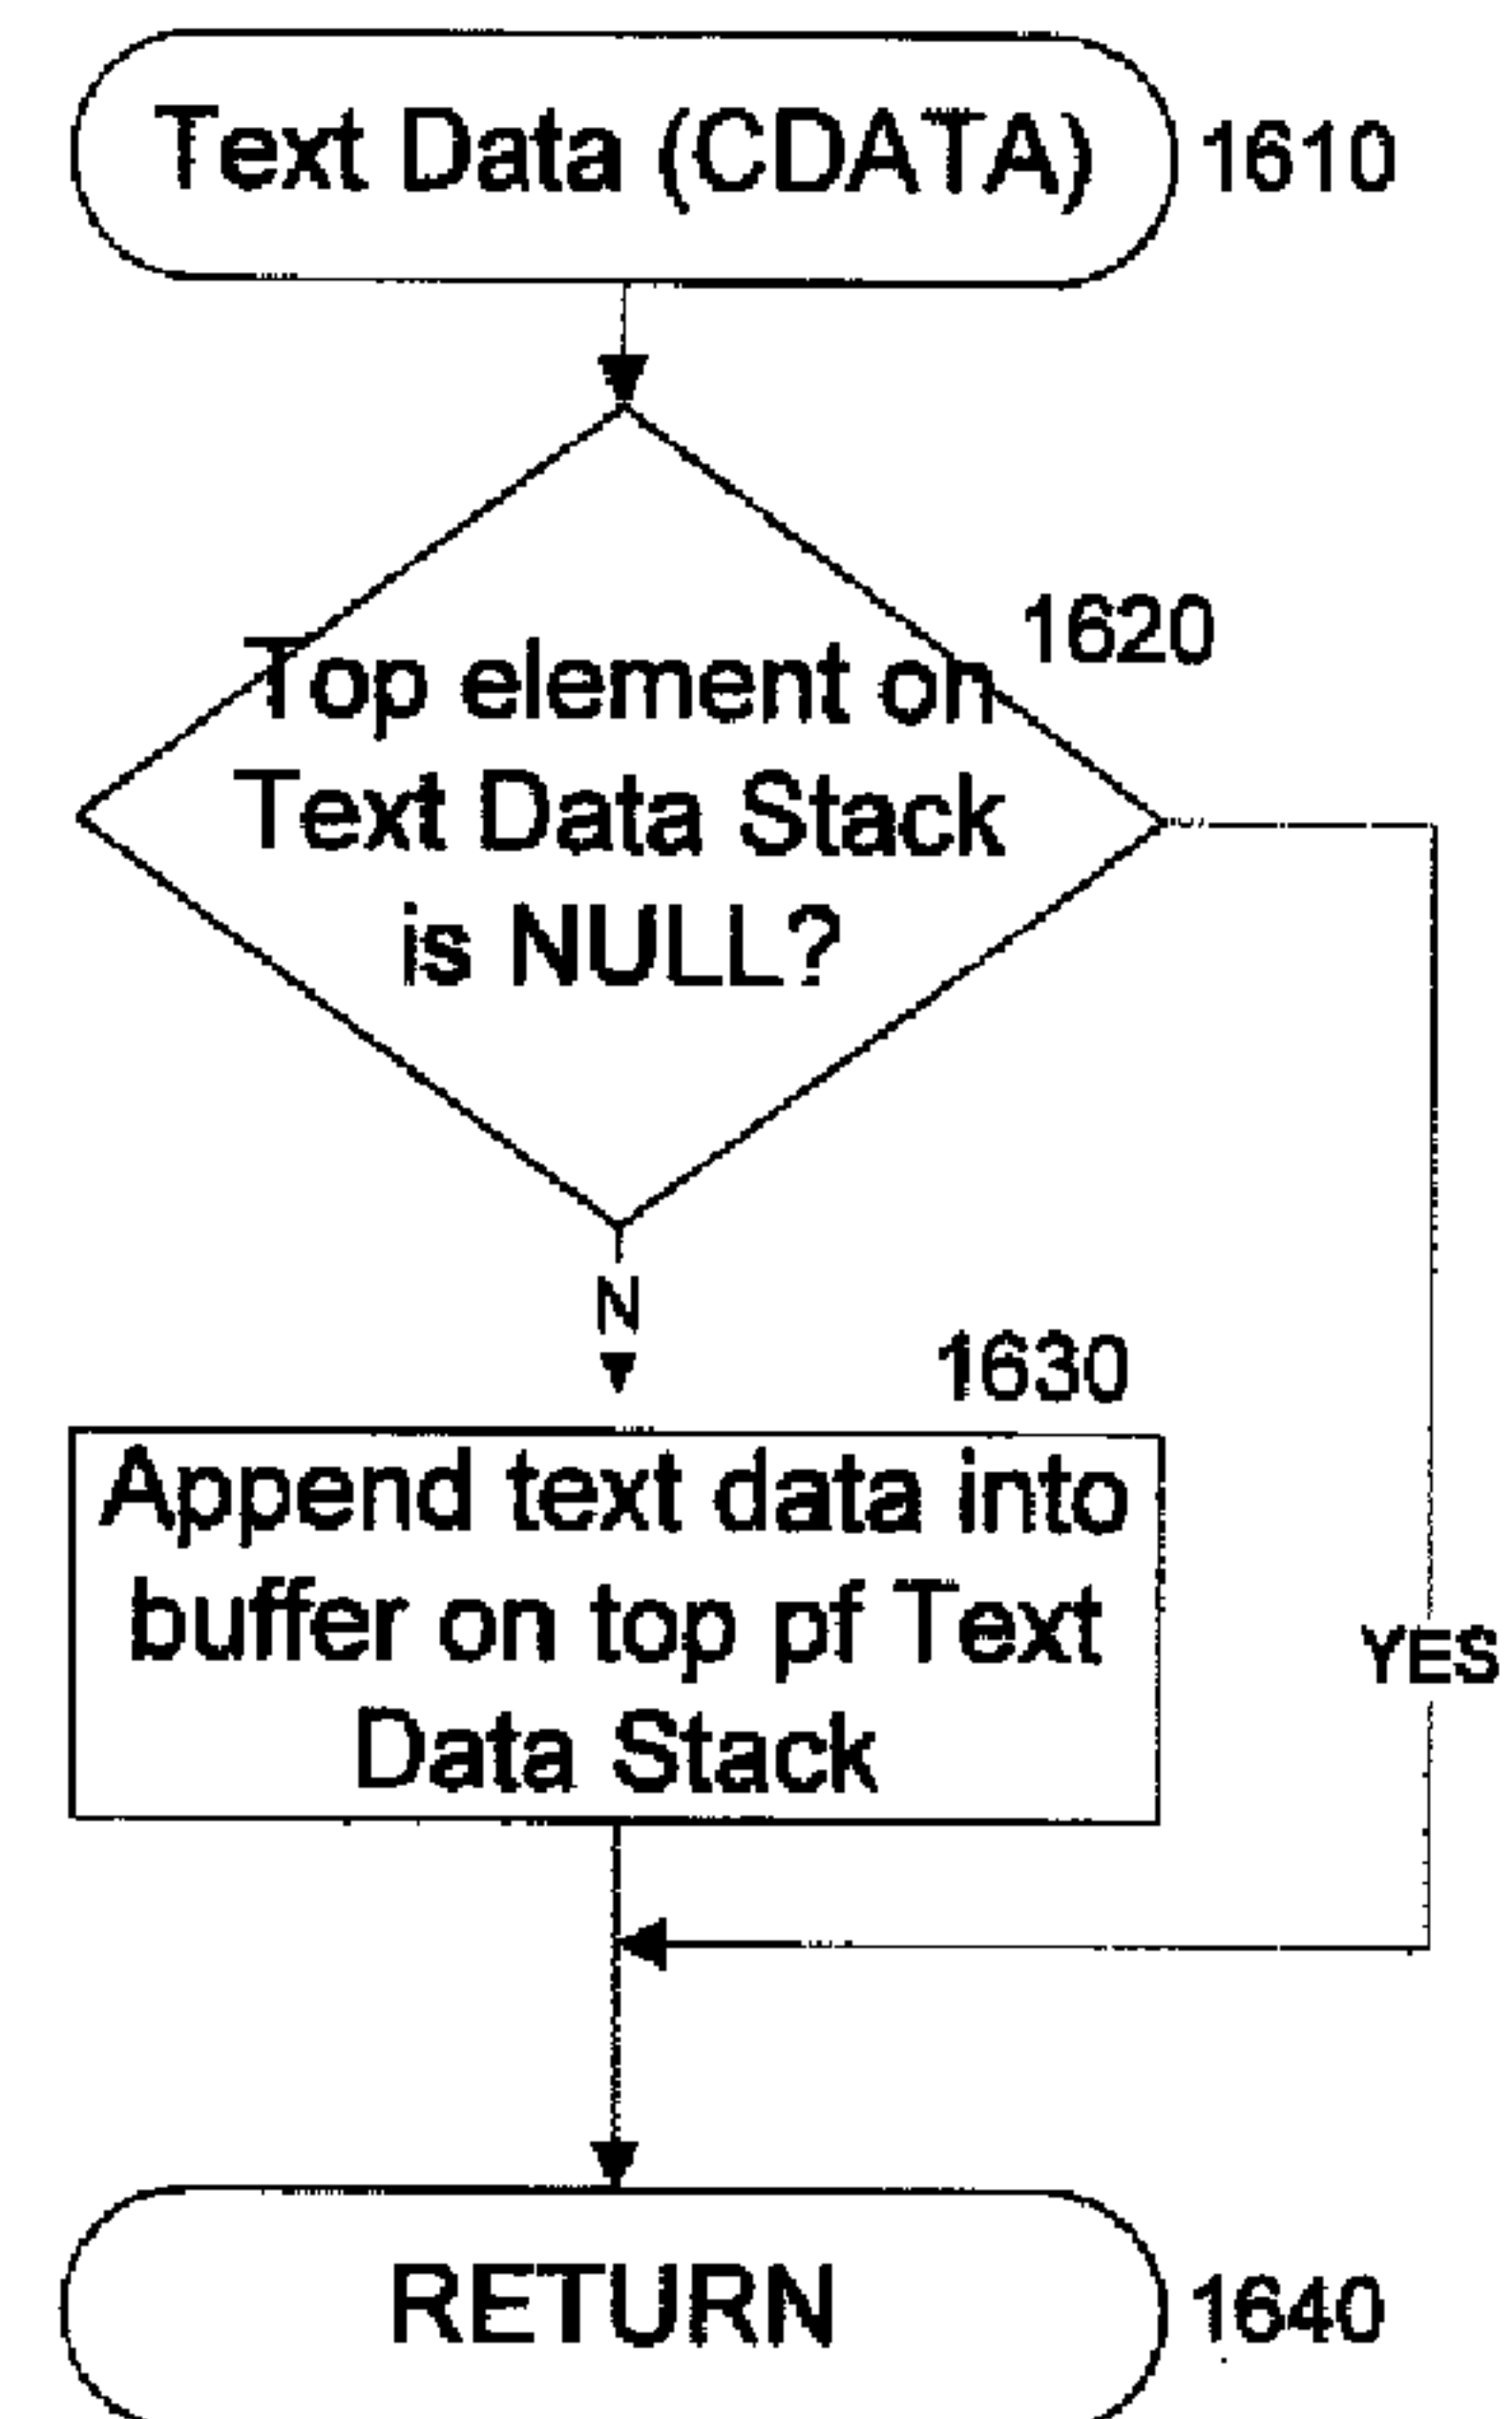 Text Data (CDATA) 1610
1620
Top element on
Text Data Stack
is NULL?
N
1630
Append text data into
buffer on top pf Text
Data Stack
YES
RETURN 1640